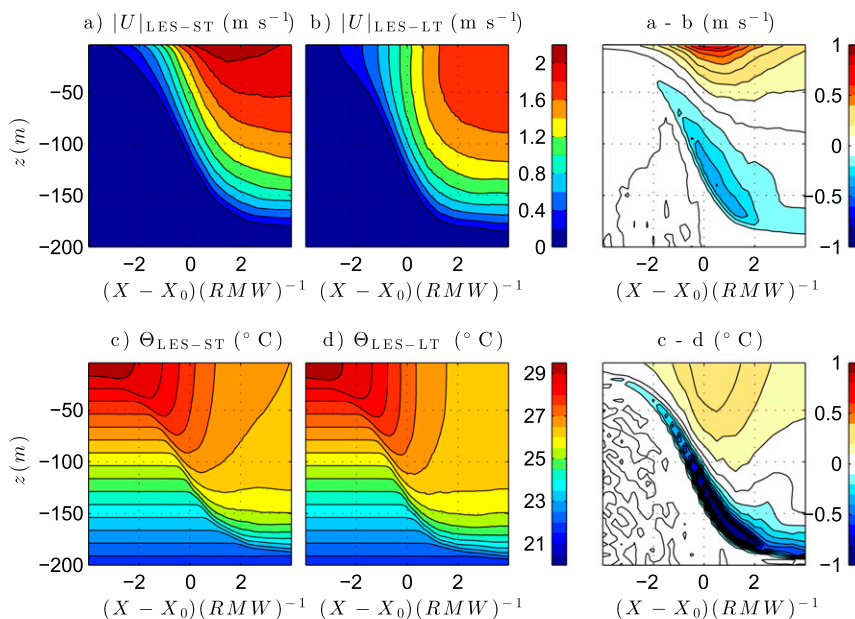 a) |U|LES−ST (m s⁻¹)
b) |U|LES−LT (m s⁻¹)
a - b (m s⁻¹)
z(m)
−50
−100
−150
−200
2
1.6
1.2
0.8
0.4
0
1
0.5
0
−0.5
−1
−2 0 2
−2 0 2
−2 0 2
(X − X₀)(RMW)⁻¹
(X − X₀)(RMW)⁻¹
(X − X₀)(RMW)⁻¹
c) ΘLES−ST (° C)
d) ΘLES−LT (° C)
c - d (° C)
z(m)
−50
−100
−150
−200
29
27
25
23
21
1
0.5
0
−0.5
−1
−2 0 2
−2 0 2
−2 0 2
(X − X₀)(RMW)⁻¹
(X − X₀)(RMW)⁻¹
(X − X₀)(RMW)⁻¹